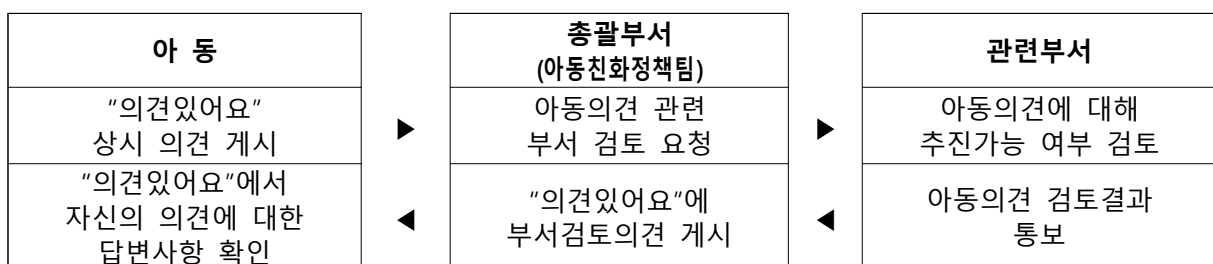 아 동
총괄부서
(아동친화정책팀)
관련부서
"의견있어요"
상시 의견 게시
▶
아동의견 관련
부서 검토 요청
▶
아동의견에 대해
추진가능 여부 검토
"의견있어요"에서
자신의 의견에 대한
답변사항 확인
◀
"의견있어요"에
부서검토의견 게시
◀
아동의견 검토결과
통보